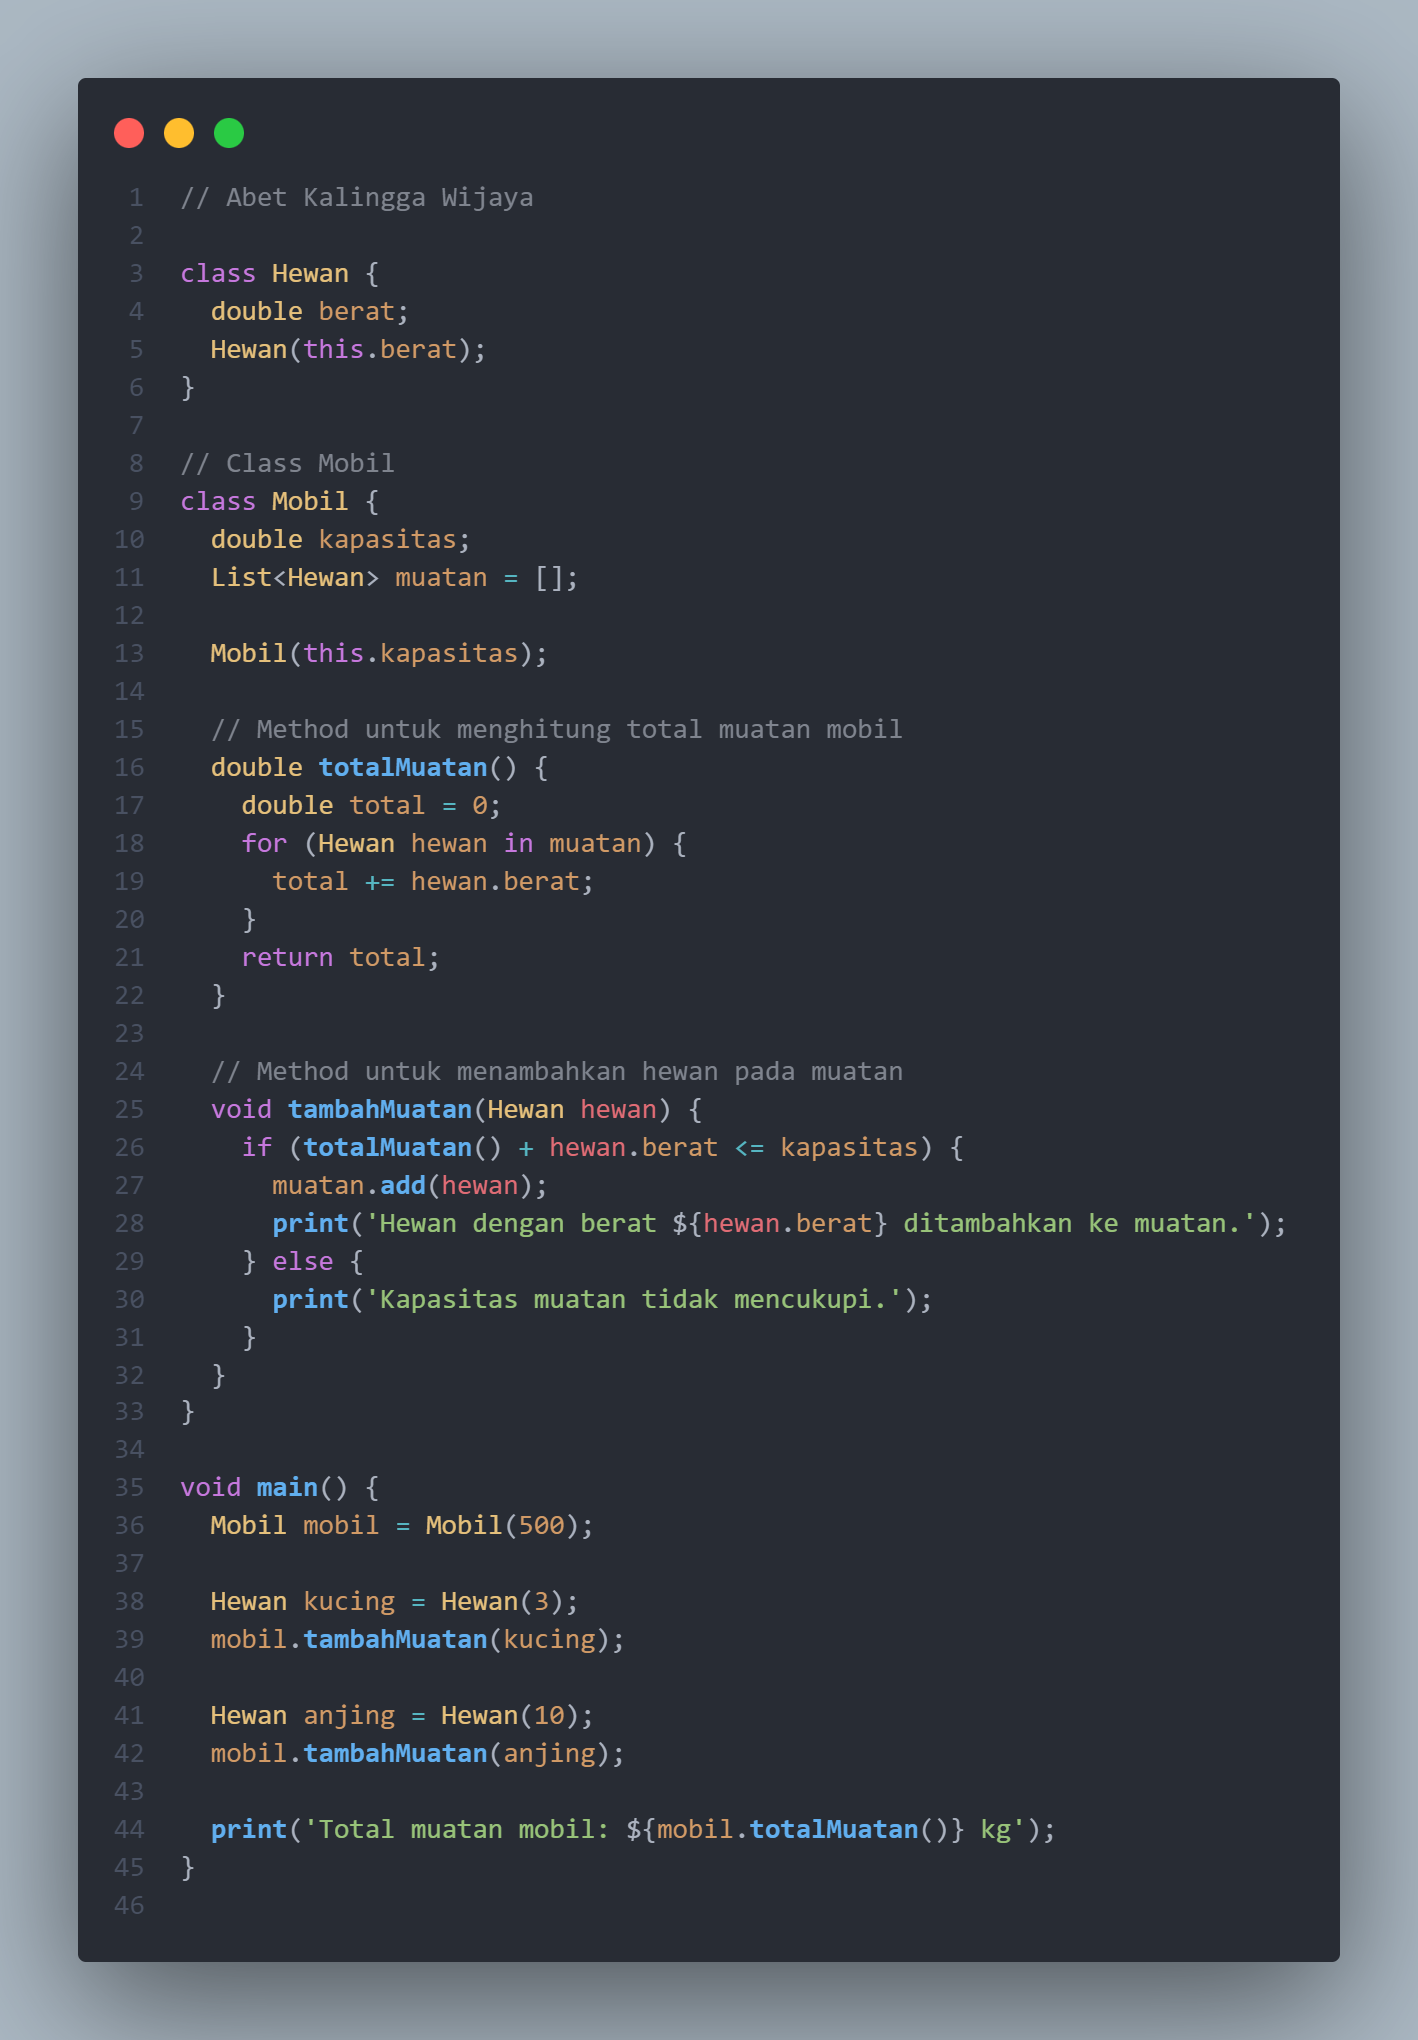 1 // Abet Kalingga Wijaya
2
3 class Hewan {
4   double berat;
5   Hewan(this.berat);
6 }
7
8 // Class Mobil
9 class Mobil {
10   double kapasitas;
11   List<Hewan> muatan = [];
12
13   Mobil(this.kapasitas);
14
15   // Method untuk menghitung total muatan mobil
16   double totalMuatan() {
17     double total = 0;
18     for (Hewan hewan in muatan) {
19       total += hewan.berat;
20     }
21     return total;
22   }
23
24   // Method untuk menambahkan hewan pada muatan
25   void tambahMuatan(Hewan hewan) {
26     if (totalMuatan() + hewan.berat <= kapasitas) {
27       muatan.add(hewan);
28       print('Hewan dengan berat ${hewan.berat} ditambahkan ke muatan.');
29     } else {
30       print('Kapasitas muatan tidak mencukupi.');
31     }
32   }
33 }
34
35 void main() {
36   Mobil mobil = Mobil(500);
37
38   Hewan kucing = Hewan(3);
39   mobil.tambahMuatan(kucing);
40
41   Hewan anjing = Hewan(10);
42   mobil.tambahMuatan(anjing);
43
44   print('Total muatan mobil: ${mobil.totalMuatan()} kg');
45 }
46